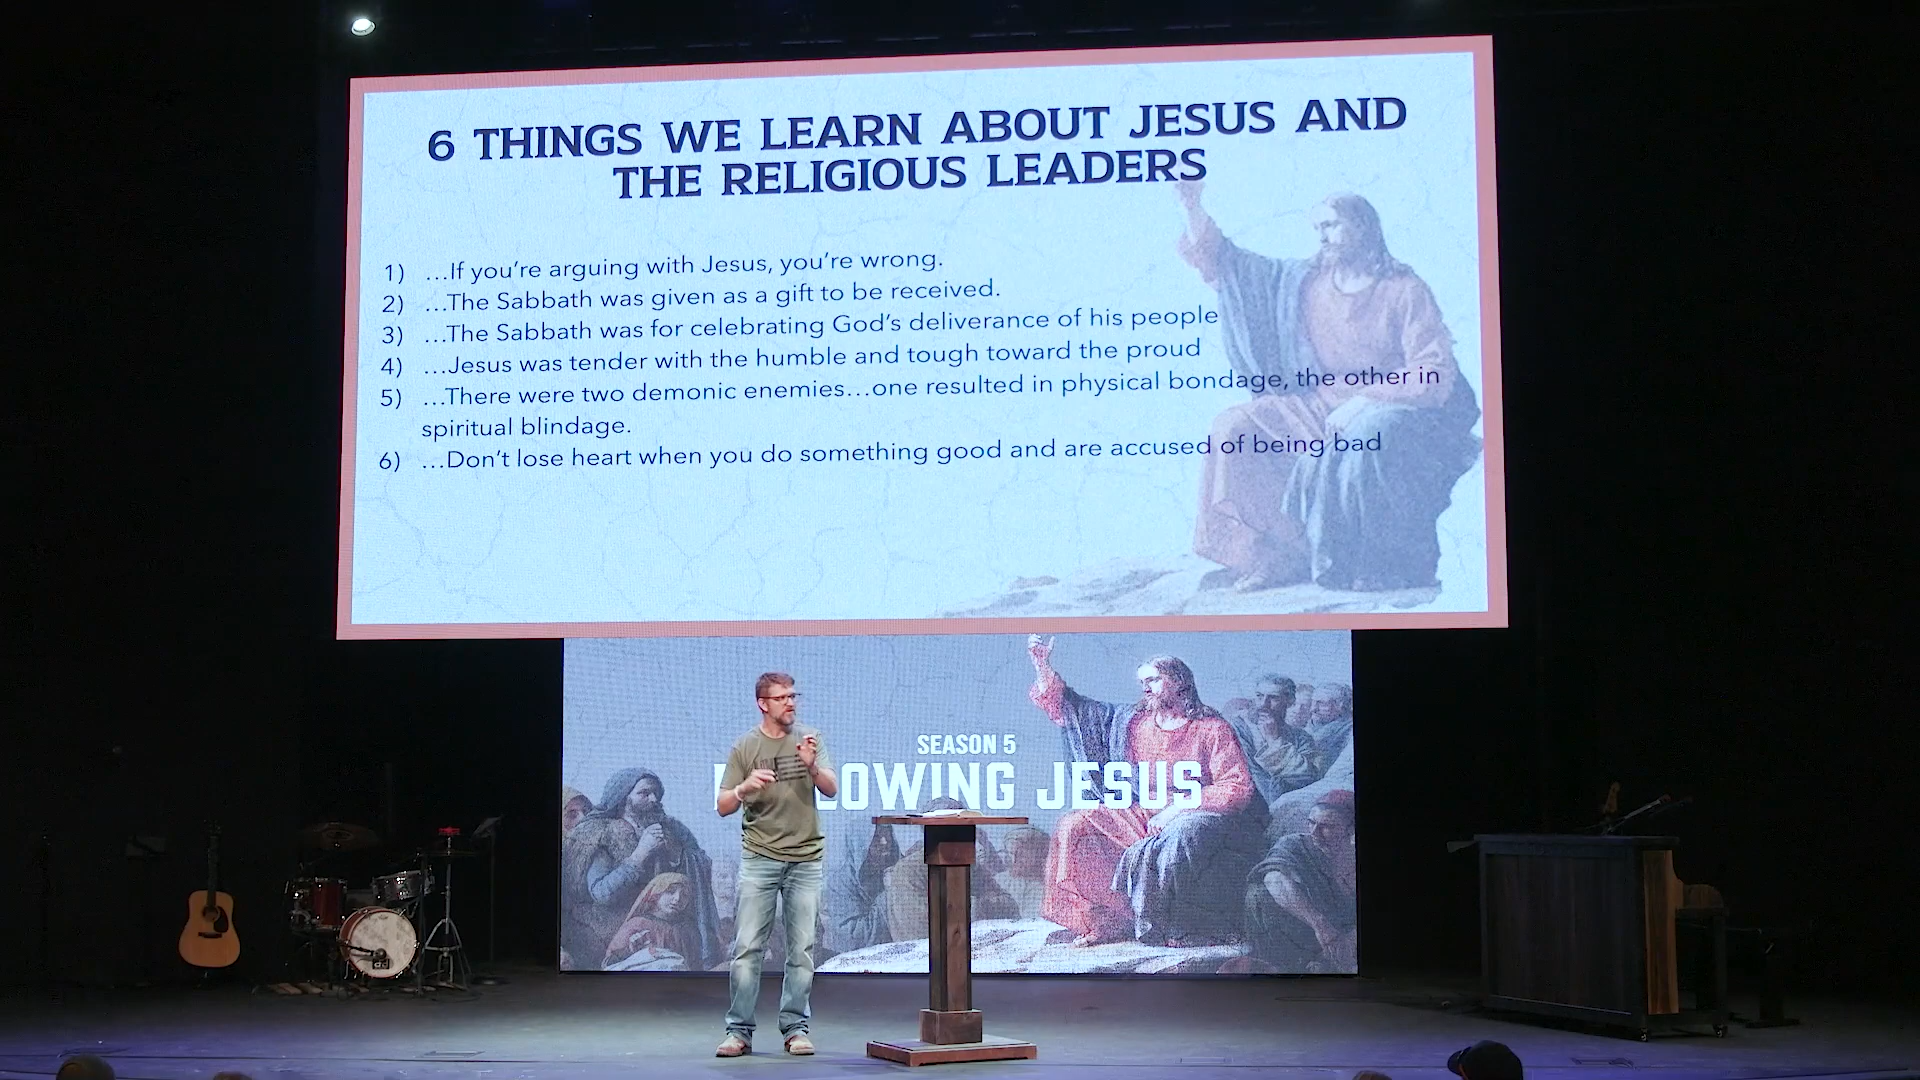 6 THINGS WE LEARN ABOUT JESUS AND
THE RELIGIOUS LEADERS
1) …If you're arguing with Jesus, you're wrong.
2) …The Sabbath was given as a gift to be received.
3) …The Sabbath was for celebrating God's deliverance of his people
4) …Jesus was tender with the humble and tough toward the proud
5) …There were two demonic enemies…one resulted in physical bondage, the other in
spiritual blindage.
6) …Don't lose heart when you do something good and are accused of being bad
SEASON 5
LOWING JESUS